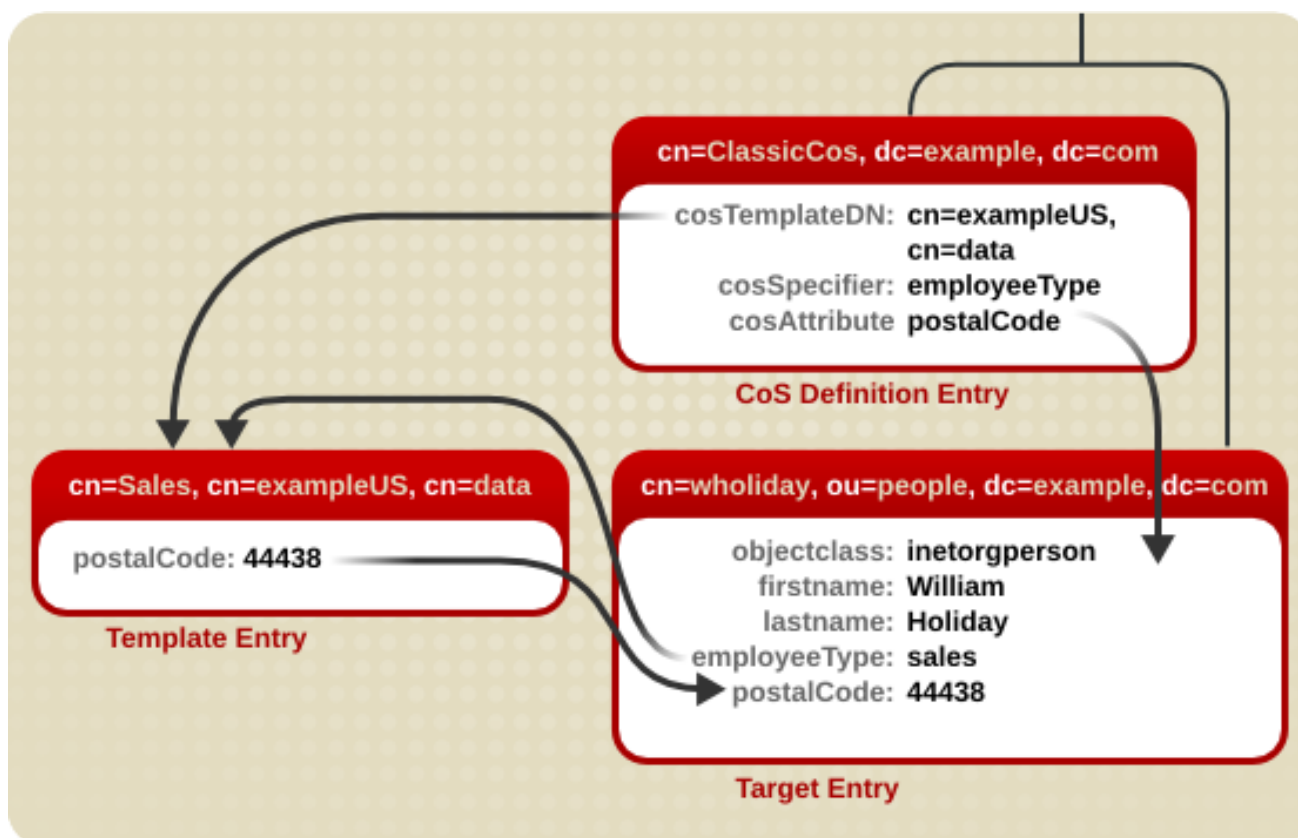 cn=ClassicCos, dc=example, dc=com
cosTemplateDN: cn=exampleUS,
cn=data
cosSpecifier: employeeType
cosAttribute postalCode
CoS Definition Entry
cn=Sales, cn=exampleUS, cn=data
postalCode: 44438
Template Entry
cn=wholiday, ou=people, dc=example, dc=com
objectclass: inetorgperson
firstname: William
lastname: Holiday
employeeType: sales
postalCode: 44438
Target Entry